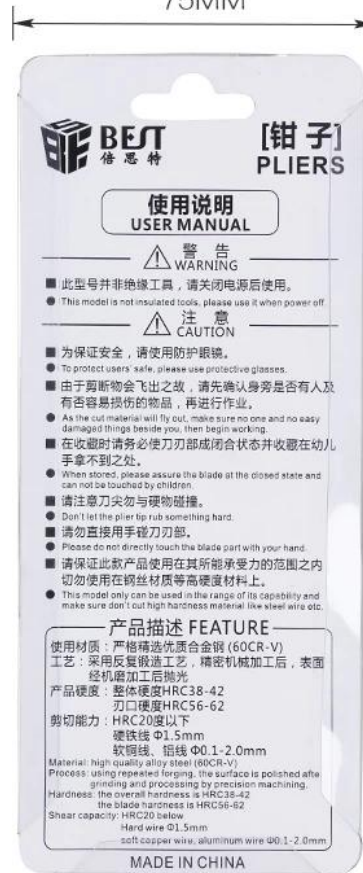 75MM
BEST
倍思特
[钳 子]
PLIERS
使用说明
USER MANUAL
警 告
WARNING
■ 此型号并非绝缘工具，请关闭电源后使用。
● This model is not insulated tools, please use it when power off
注 意
CAUTION
■ 为保证安全，请使用防护眼镜。
● To protect users' safe, please use protective glasses.
■ 由于剪断物会飞出之故，请先确认身旁是否有人及
有否容易损伤的物品，再进行作业。
● As the cut material will fly out, make sure no one and no easy
damaged things beside you, then begin working.
■ 在收藏时请务必使刀刃部成闭合状态并收藏在幼儿
手拿不到之处。
● When stored, please assure the blade at the closed state and
can not be touched by children.
■ 请注意刀尖勿与硬物碰撞。
● Don't let the plier tip rub something hard.
■ 请勿直接用手碰刀刃部。
● Please do not directly touch the blade part with your hand.
■ 请保证此款产品使用在其所能承受力的范围之内
切勿使用在钢丝材质等高硬度材料上。
● This model only can be used in the range of its capability and
make sure don't out high hardness material like steel wire etc.
产品描述 FEATURE
使用材质：严格精选优质合金钢 (60CR-V)
工艺：采用反复锻造工艺，精密机械加工后，表面
经机磨加工后抛光
产品硬度：整体硬度HRC38-42
刃口硬度HRC56-62
剪切能力：HRC20度以下
硬铁线 Φ1.5mm
软铜线、铝线 Φ0.1-2.0mm
Material: high quality alloy steel (60CR-V)
Process: using repeated forging, the surface is polished afte
grinding and processing by precision machining.
Hardness: the overall hardness is HRC38-42
the blade hardness is HRC56-62
Shear capacity: HRC20 below
Hard wire Φ1.5mm
soft copper wire, aluminum wire Φ0.1-2.0mm
MADE IN CHINA